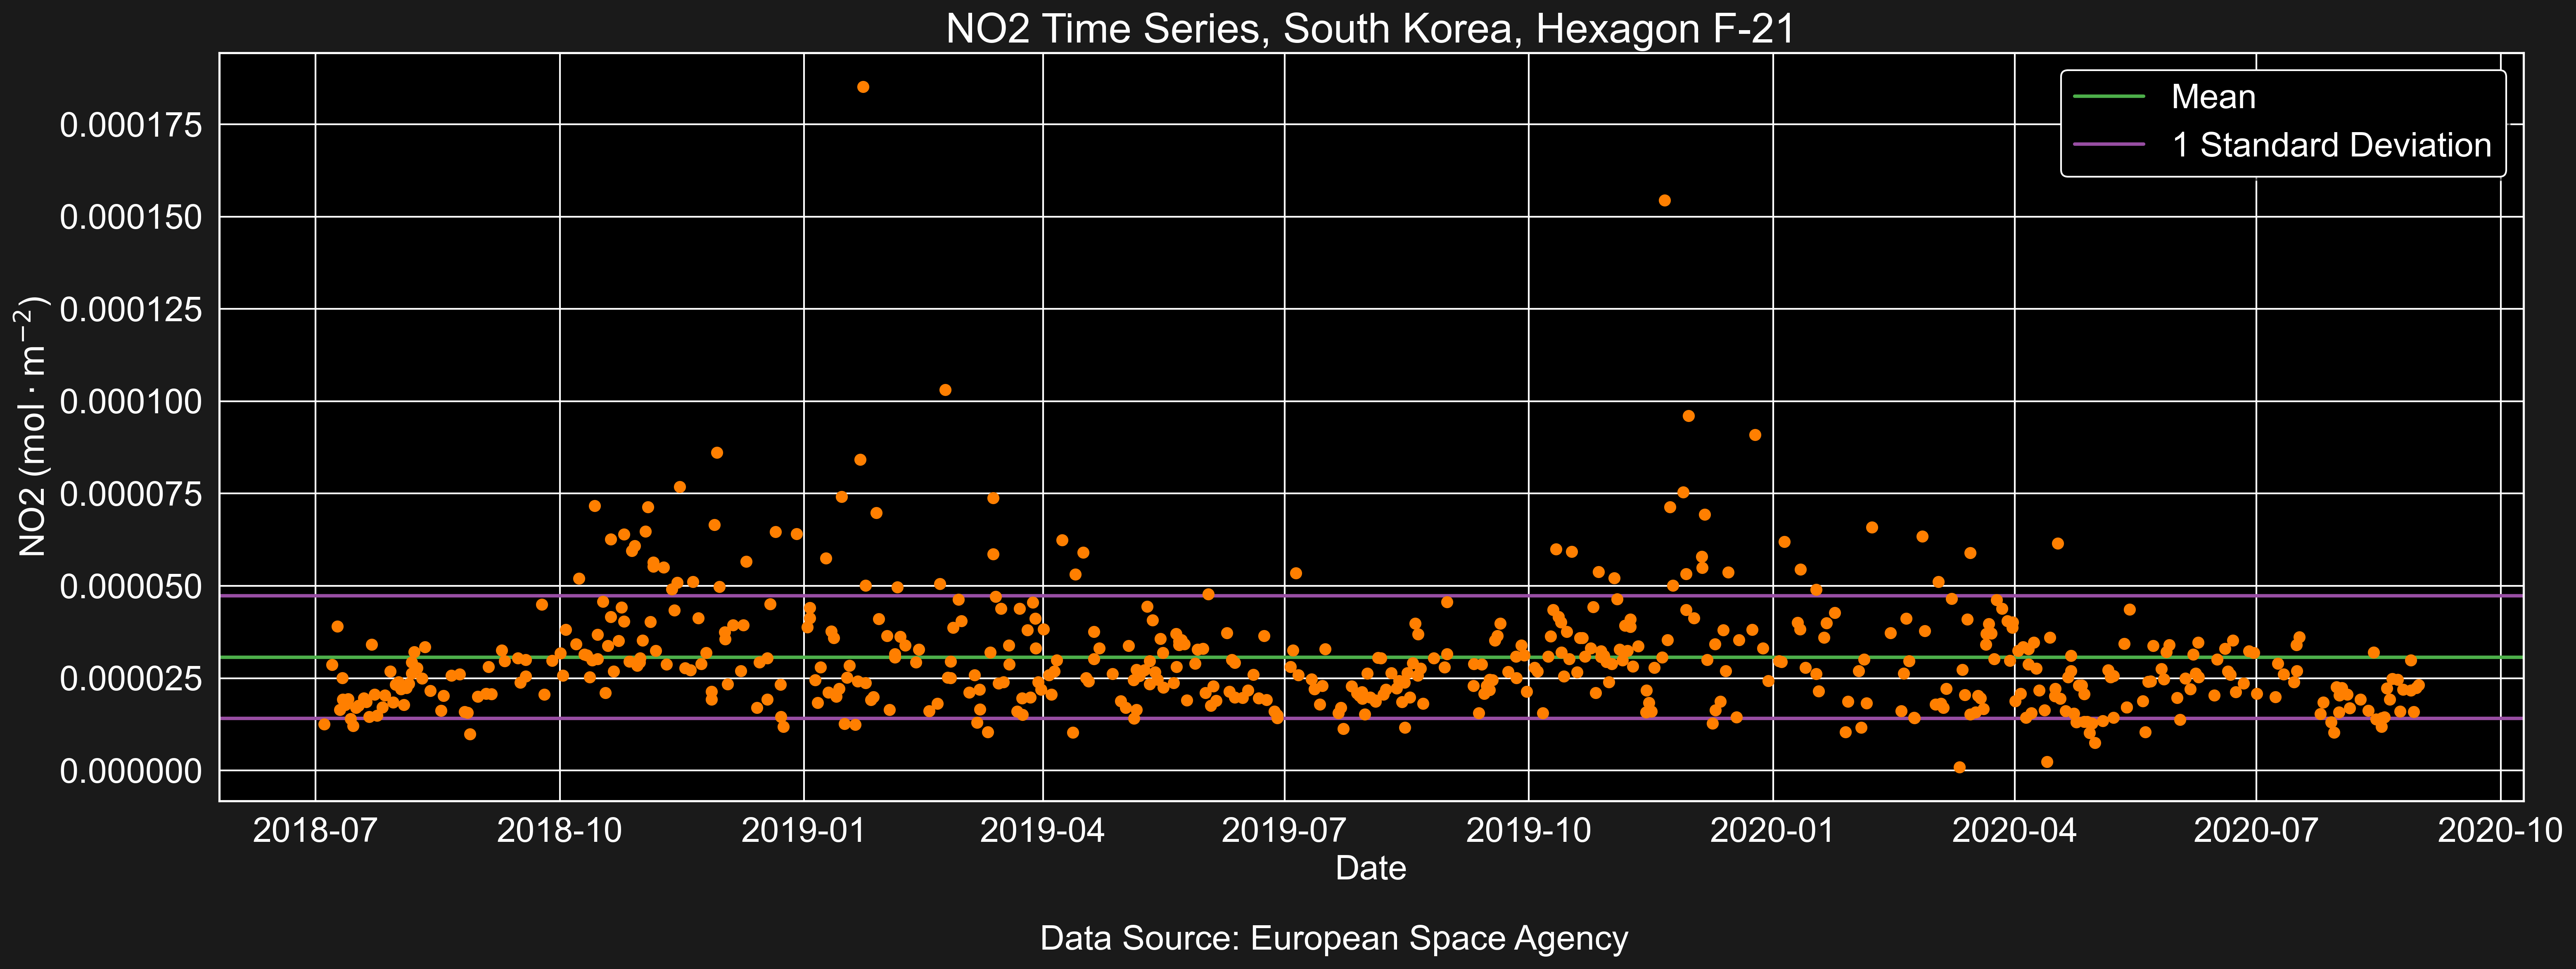 NO2 Time Series, South Korea, Hexagon F-21
Mean
1 Standard Deviation
NO2 (mol · m⁻²)
0.000175
0.000150
0.000125
0.000100
0.000075
0.000050
0.000025
0.000000
2018-07 2018-10 2019-01 2019-04 2019-07 2019-10 2020-01 2020-04 2020-07 2020-10
Date
Data Source: European Space Agency